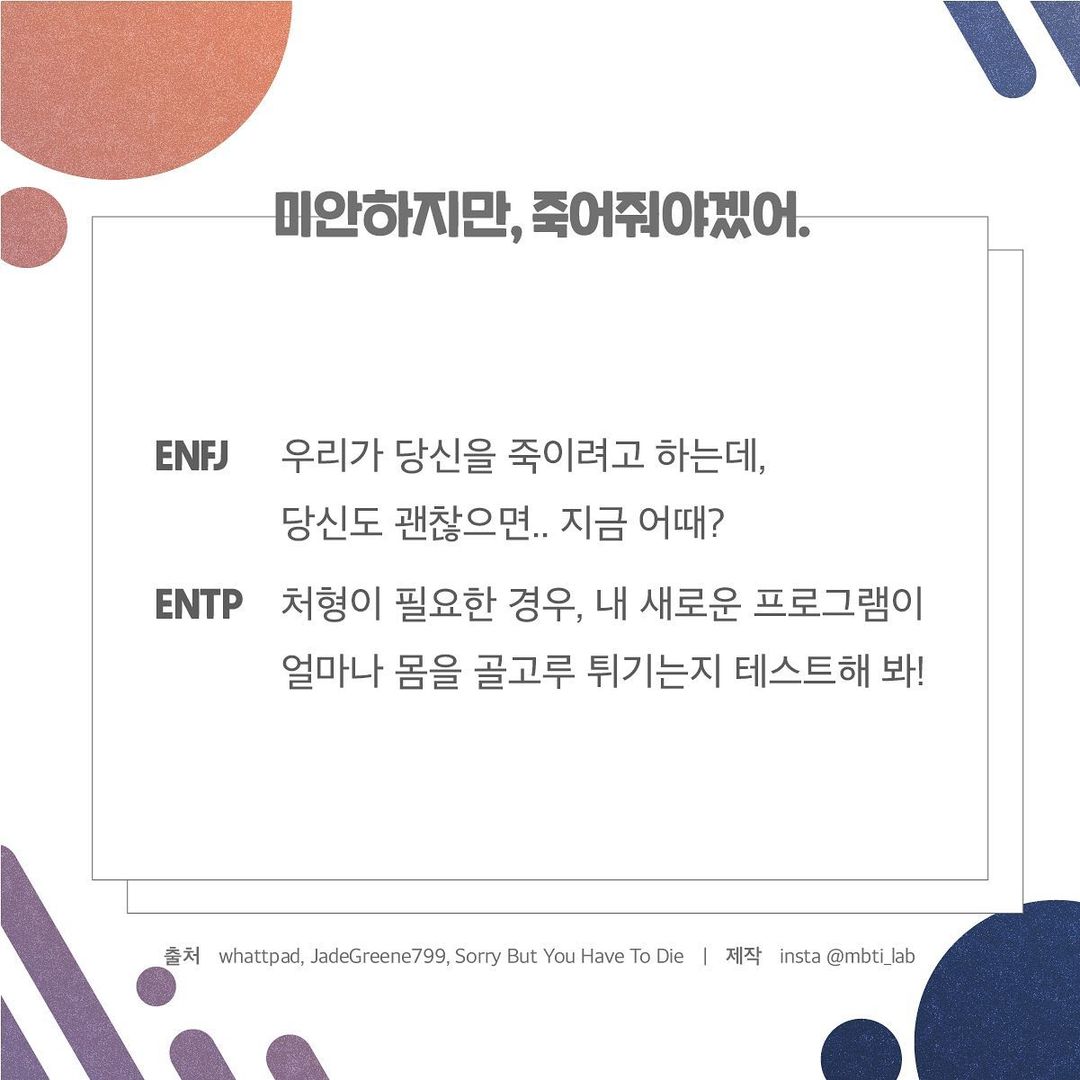 미안하지만, 죽어줘야겠어.
ENFJ 우리가 당신을 죽이려고 하는데,
당신도 괜찮으면.. 지금 어때?
ENTP 처형이 필요한 경우, 내 새로운 프로그램이
얼마나 몸을 골고루 튀기는지 테스트해 봐!
출처 whattpad, JadeGreene799, Sorry But You Have To Die | 제작 insta @mbti_lab